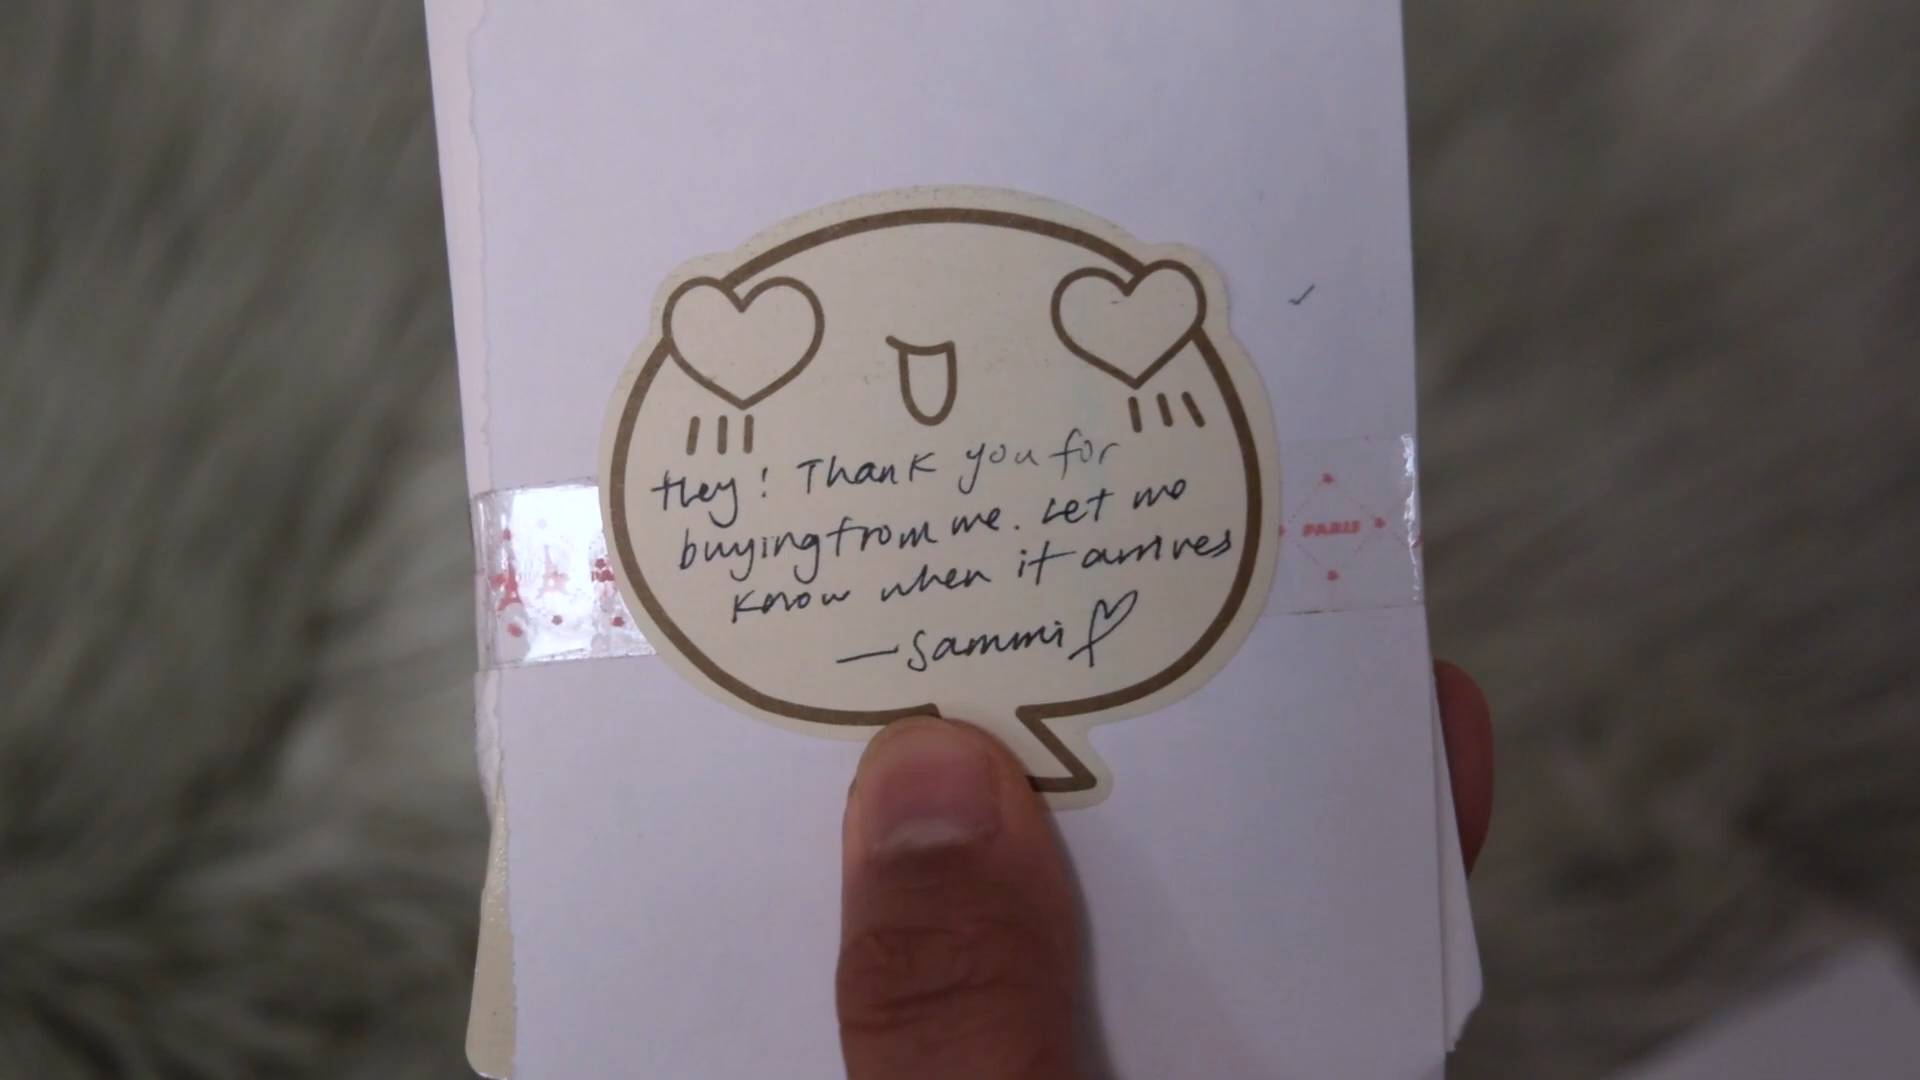 Hey! Thank you for
buying from me. Let me
know when it arrives
—Sammi
PARIS